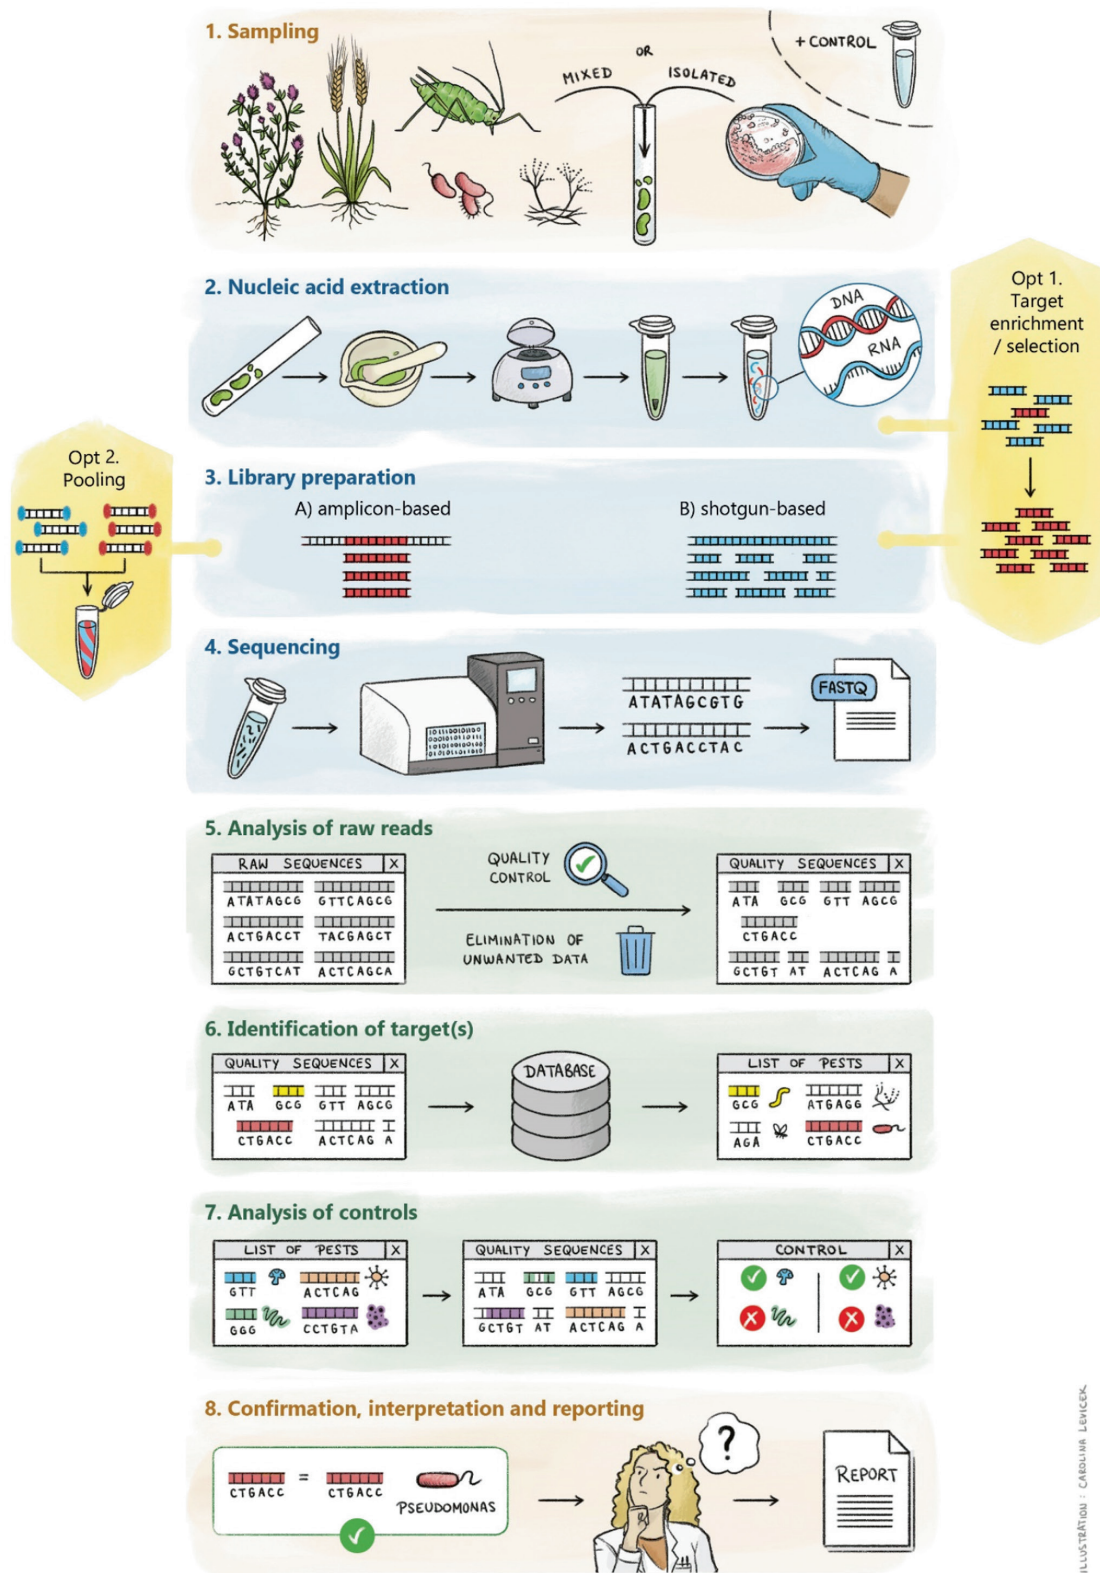 1. Sampling
MIXED OR ISOLATED
+ CONTROL
2. Nucleic acid extraction
DNA
RNA
Opt 1.
Target
enrichment
/ selection
Opt 2.
Pooling
3. Library preparation
A) amplicon-based
B) shotgun-based
4. Sequencing
1011100101100
01011010010
10100101001
01010110110
ATATAGCGTG
ACTGACCTAC
FASTQ
5. Analysis of raw reads
RAW SEQUENCES X
ATATAGCG GTTCAGCG
ACTGACCT TACGAGCT
GCTGTCAT ACTCAGCA
QUALITY
CONTROL
ELIMINATION OF
UNWANTED DATA
QUALITY SEQUENCES X
ATA GCG GTT AGCG
CTGACC
GCTGT AT ACTCAG A
6. Identification of target(s)
QUALITY SEQUENCES X
ATA GCG GTT AGCG
CTGACC ACTCAG A
DATABASE
LIST OF PESTS X
GCG ATGAGG
AGA CTGACC
7. Analysis of controls
LIST OF PESTS X
GTT ACTCAG
GGG CCTGTA
QUALITY SEQUENCES X
ATA GCG GTT AGCG
GCTGT AT ACTCAG A
CONTROL X
8. Confirmation, interpretation and reporting
CTGACC = CTGACC
PSEUDOMONAS
?
REPORT
ILLUSTRATION : CAROLINA LEVICEK